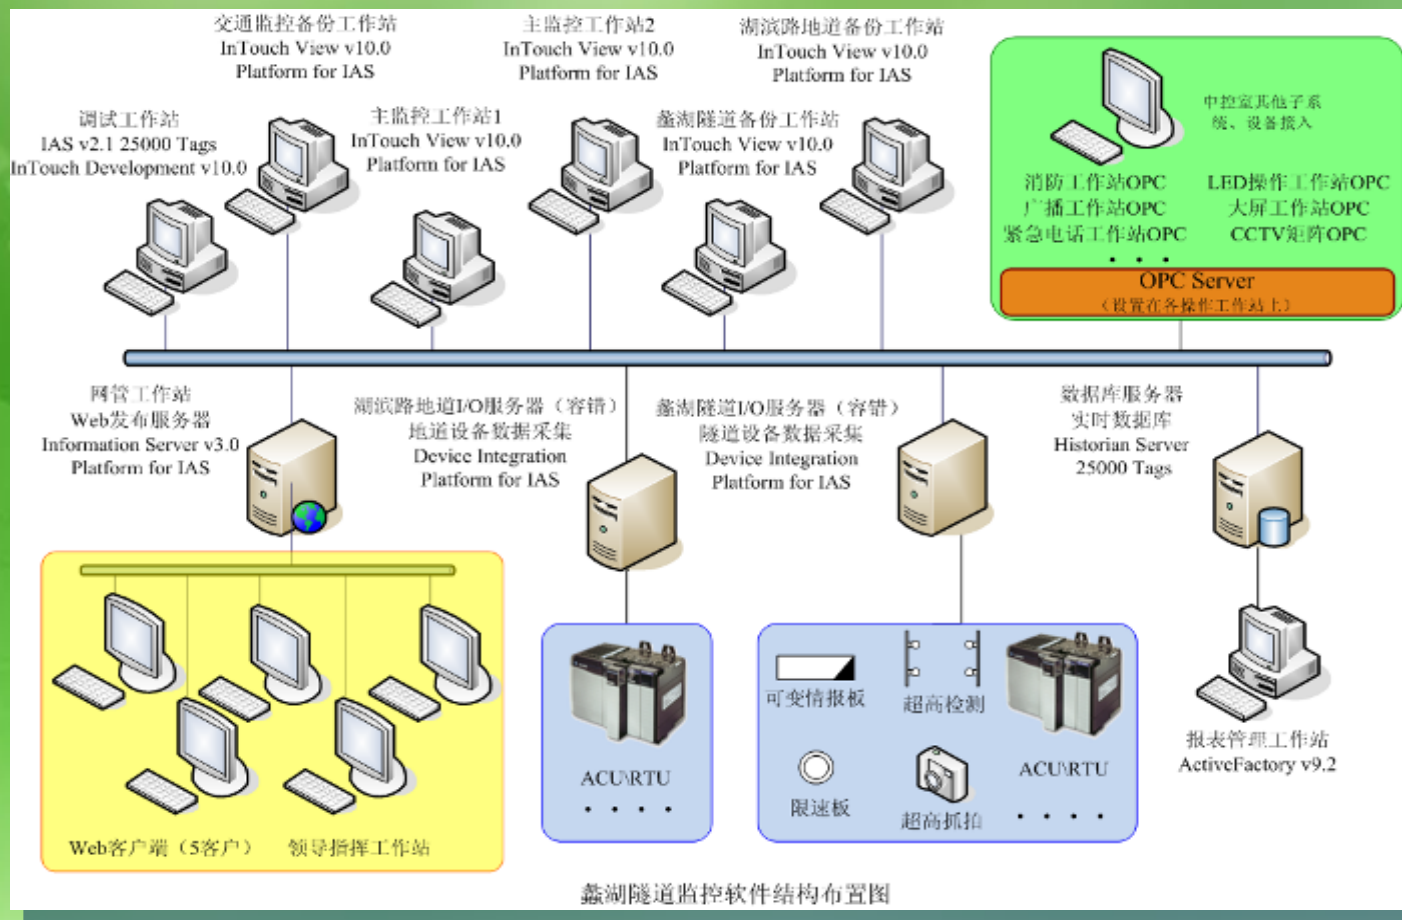 交通监控备份工作站
InTouch View v10.0
Platform for IAS
主监控工作站2
InTouch View v10.0
Platform for IAS
湖滨路地道备份工作站
InTouch View v10.0
Platform for IAS
调试工作站
IAS v2.1 25000 Tags
InTouch Development v10.0
主监控工作站1
InTouch View v10.0
Platform for IAS
蠡湖隧道备份工作站
InTouch View v10.0
Platform for IAS
中控室其他子系
统、设备接入
消防工作站OPC
LED操作工作站OPC
广播工作站OPC
大屏工作站OPC
紧急电话工作站OPC
CCTV矩阵OPC
· · ·
OPC Server
（设置在各操作工作站上）
网管工作站
Web发布服务器
Information Server v3.0
Platform for IAS
湖滨路地道I/O服务器（容错）
地道设备数据采集
Device Integration
Platform for IAS
蠡湖隧道I/O服务器（容错）
隧道设备数据采集
Device Integration
Platform for IAS
数据库服务器
实时数据库
Historian Server
25000 Tags
Web客户端（5客户）
领导指挥工作站
ACU\RTU
· · · ·
可变情报板
超高检测
限速板
超高抓拍
ACU\RTU
· · · ·
报表管理工作站
ActiveFactory v9.2
蠡湖隧道监控软件结构布置图